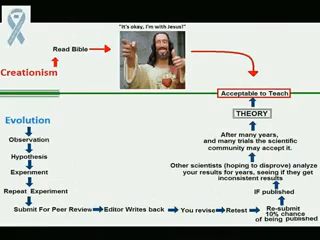 "It's okay, I'm with Jesus!"
Read Bible
Creationism
Acceptable to Teach
Evolution
Observation
Hypothesis
Experiment
Repeat Experiment
Submit For Peer Review
Editor Writes back
You revise
Retest
Re-submit
10% chance
of being published
IF published
Other scientists (hoping to disprove) analyze
your results for years, seeing if they get
inconsistent results
After many years,
and many trials the scientific
community may accept it.
THEORY